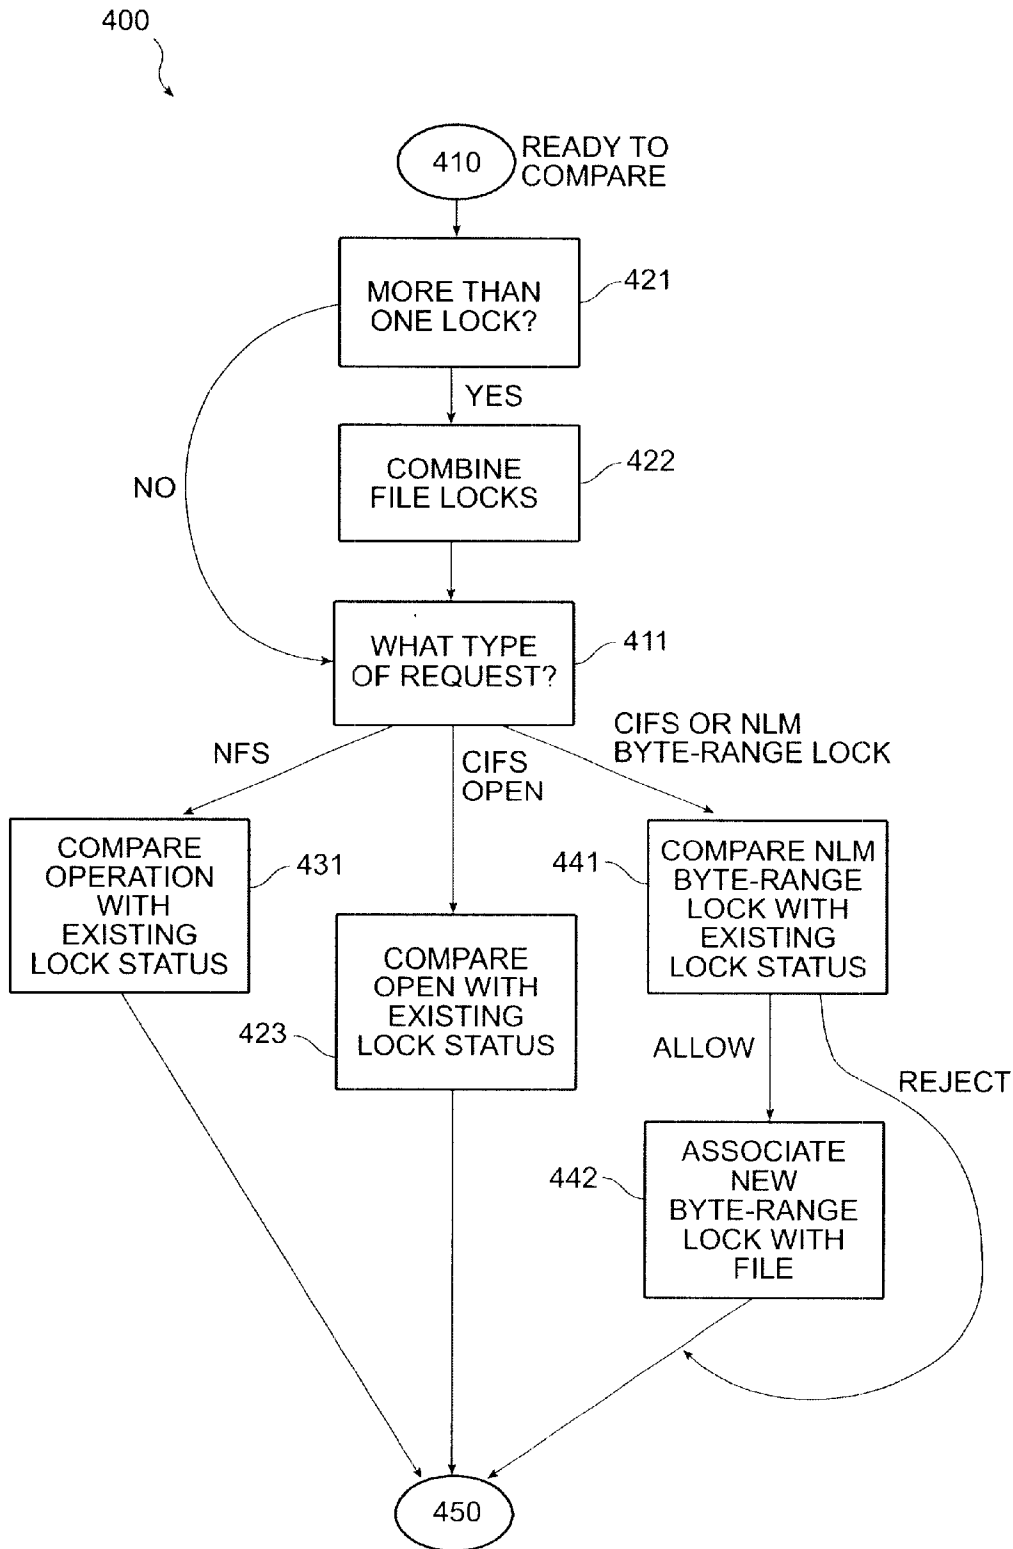 400
410
READY TO
COMPARE
MORE THAN
ONE LOCK?
421
YES
NO
COMBINE
FILE LOCKS
422
WHAT TYPE
OF REQUEST?
411
NFS
CIFS
OPEN
CIFS OR NLM
BYTE-RANGE LOCK
COMPARE
OPERATION
WITH
EXISTING
LOCK STATUS
431
COMPARE
OPEN WITH
EXISTING
LOCK STATUS
423
441
COMPARE NLM
BYTE-RANGE
LOCK WITH
EXISTING
LOCK STATUS
ALLOW
REJECT
442
ASSOCIATE
NEW
BYTE-RANGE
LOCK WITH
FILE
450